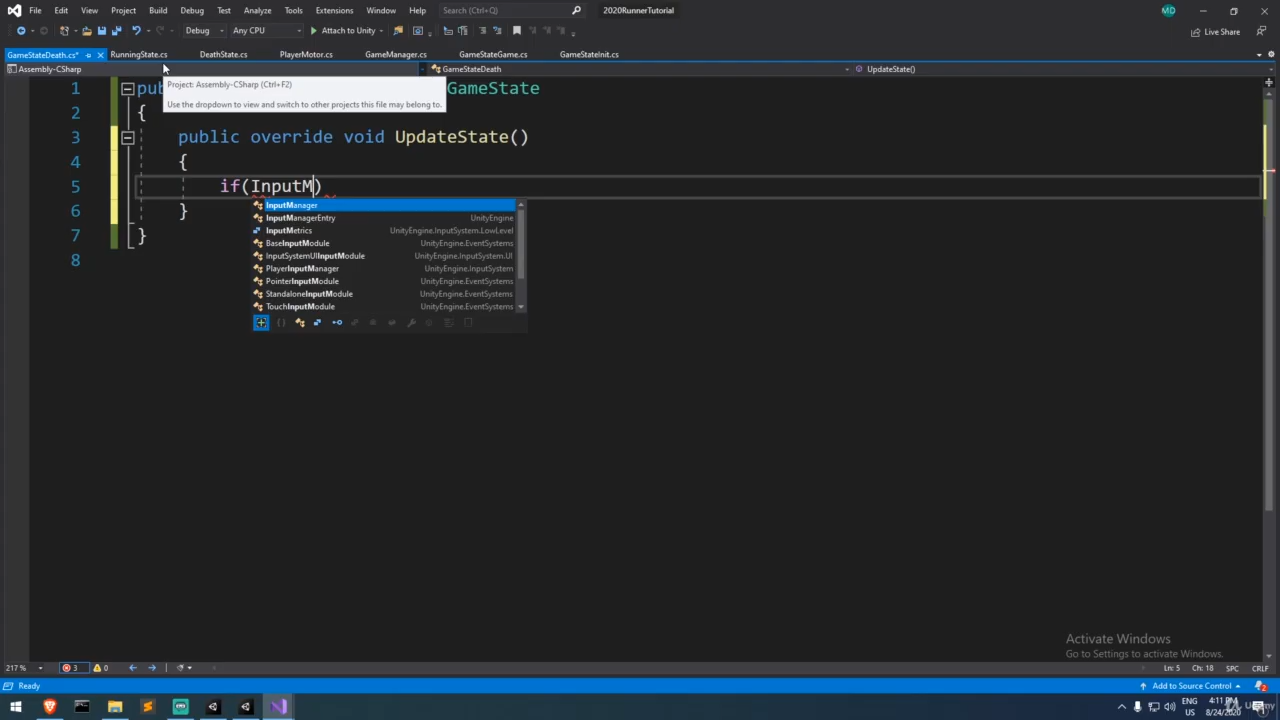 File Edit View Project Build Debug Test Analyze Tools Extensions Window Help Search (Ctrl+Q) 2020RunnerTutorial MD
Debug Any CPU Attach to Unity Live Share
GameStateDeath.cs* RunningState.cs DeathState.cs PlayerMotor.cs GameManager.cs GameStateGame.cs GameStateInit.cs
Assembly-CSharp GameStateDeath UpdateState()
Project: Assembly-CSharp (Ctrl+F2)
Use the dropdown to view and switch to other projects this file may belong to.
1 pu GameState
2 {
3 public override void UpdateState()
4 {
5 if(InputM)
6 }
7 }
8
InputManager
InputManagerEntry UnityEngine
InputMetrics UnityEngine.InputSystem.LowLevel
BaseInputModule UnityEngine.EventSystems
InputSystemUIInputModule UnityEngine.InputSystem.UI
PlayerInputManager UnityEngine.InputSystem
PointerInputModule UnityEngine.EventSystems
StandaloneInputModule UnityEngine.EventSystems
TouchInputModule UnityEngine.EventSystems
Activate Windows
Go to Settings to activate Windows.
217 % 3 0 Ln: 5 Ch: 18 SPC CRLF
Ready Add to Source Control 2
ENG 4:11 PM
US 8/24/2020
Udemy